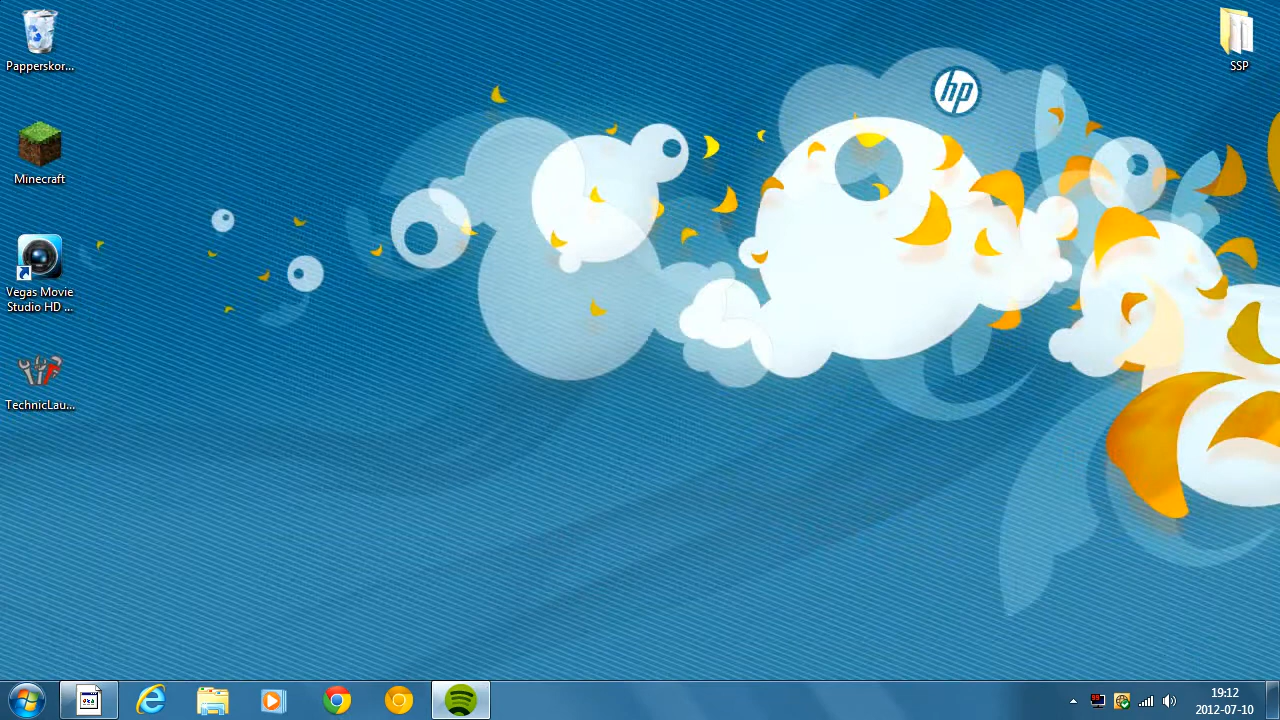 Papperskor...
SSP
hp
Minecraft
Vegas Movie
Studio HD ...
TechnicLau...
19:12
2012-07-10